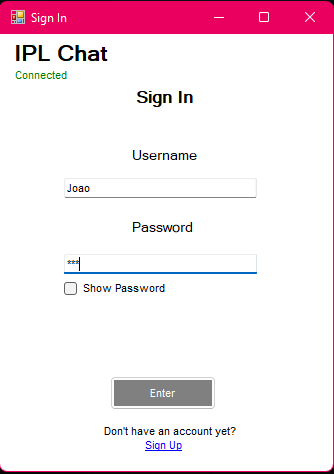 Sign In
IPL Chat
Connected
Sign In
Username
Joao
Password
***
Show Password
Enter
Don't have an account yet?
Sign Up